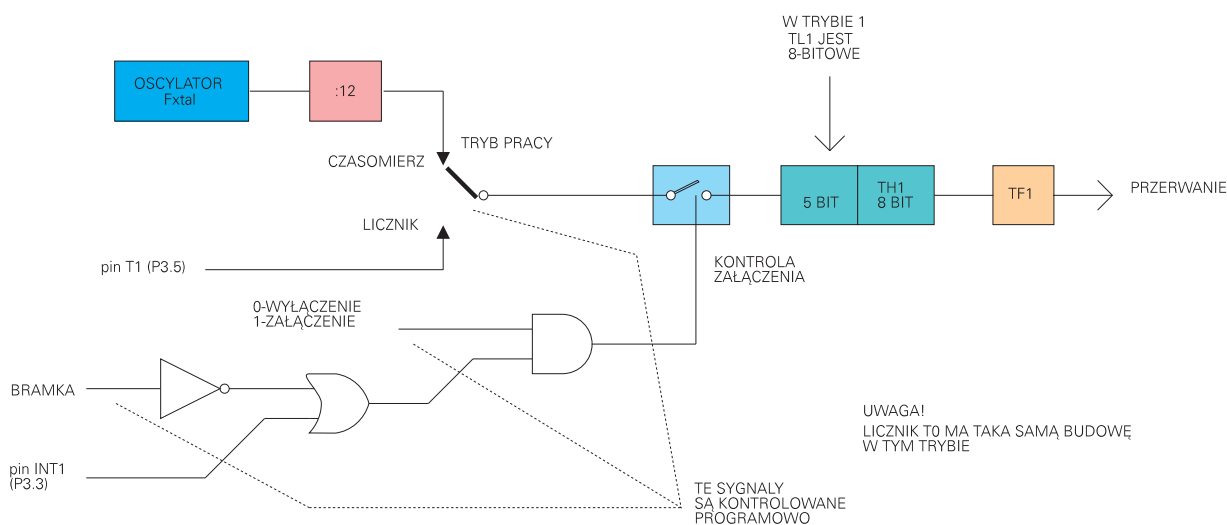 W TRYBIE 1
TL1 JEST
8-BITOWE
OSCYLATOR
Fxtal
:12
TRYB PRACY
CZASOMIERZ
LICZNIK
pin T1 (P3.5)
5 BIT
TH1
8 BIT
TF1
PRZERWANIE
KONTROLA
ZAŁĄCZENIA
0-WYŁĄCZENIE
1-ZAŁĄCZENIE
BRAMKA
pin INT1
(P3.3)
UWAGA!
LICZNIK T0 MA TAKA SAMĄ BUDOWĘ
W TYM TRYBIE
TE SYGNALY
SĄ KONTROLOWANE
PROGRAMOWO